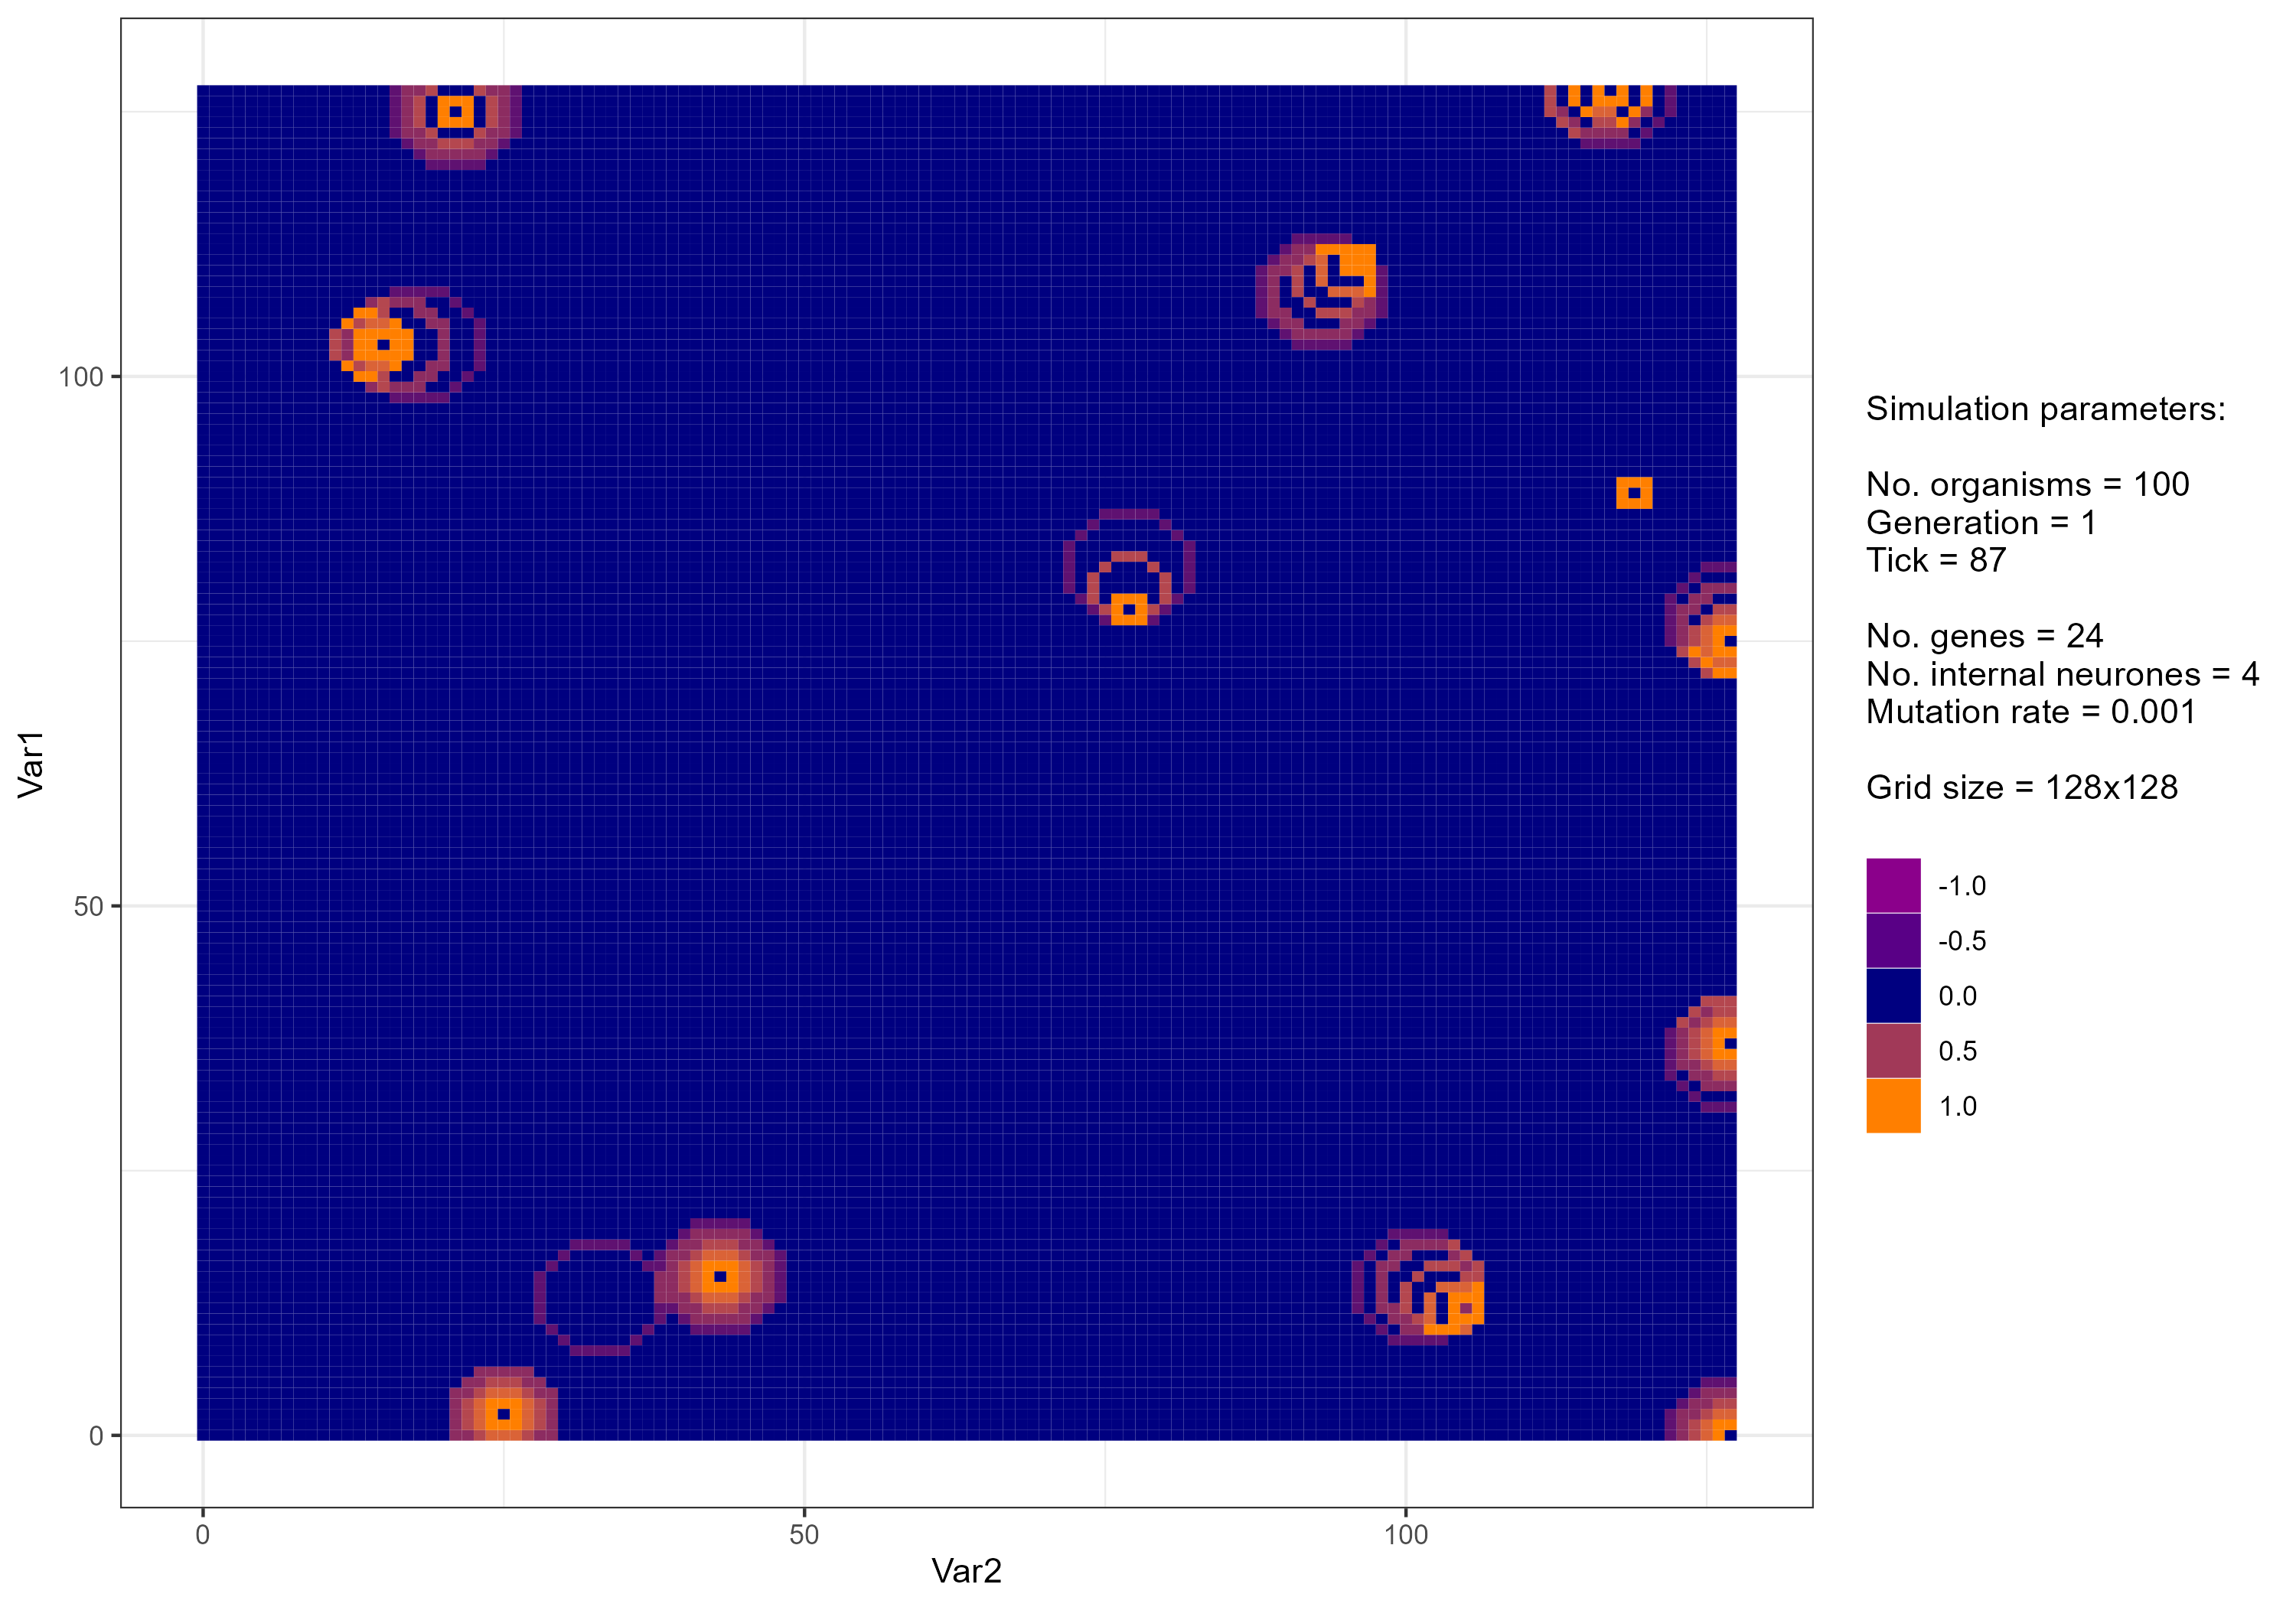 Var1
100
50
0
0
50
100
Var2
Simulation parameters:
No. organisms = 100
Generation = 1
Tick = 87
No. genes = 24
No. internal neurones = 4
Mutation rate = 0.001
Grid size = 128x128
-1.0
-0.5
0.0
0.5
1.0